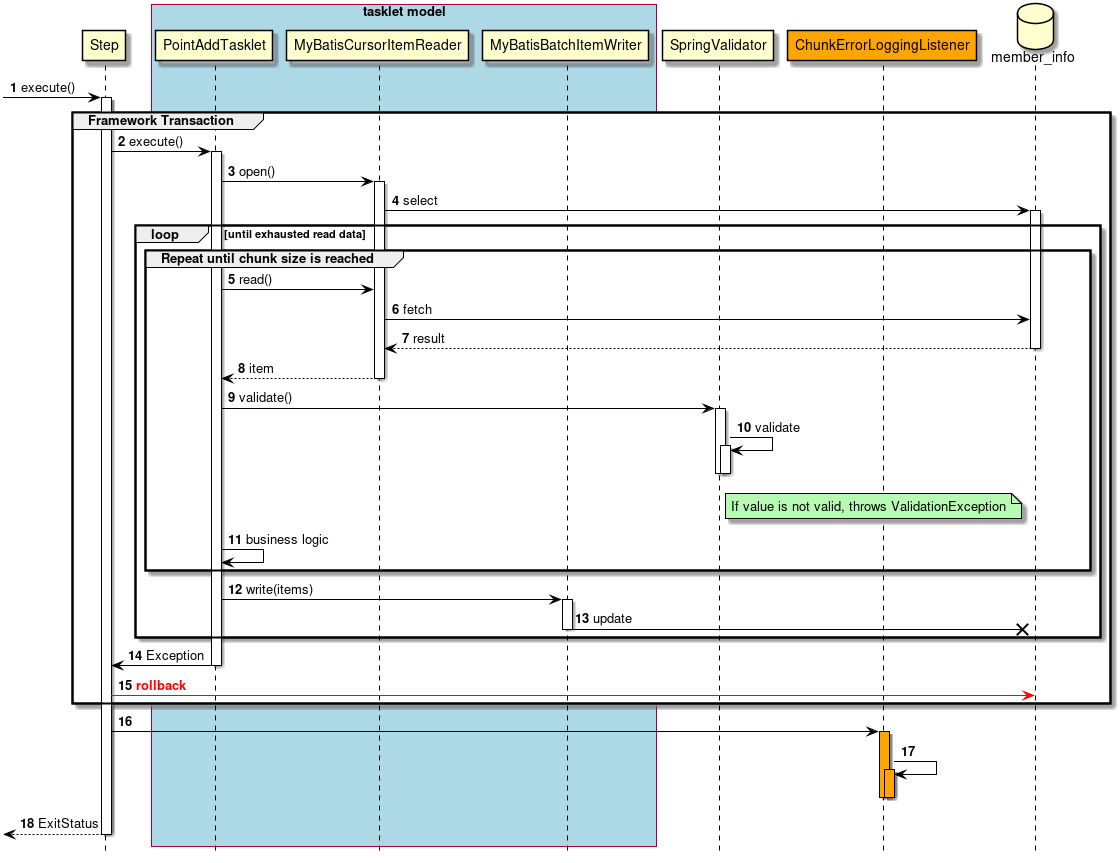 tasklet model
Step
PointAddTasklet
MyBatisCursorItemReader
MyBatisBatchItemWriter
SpringValidator
ChunkErrorLoggingListener
member_info
1 execute()
Framework Transaction
2 execute()
3 open()
4 select
loop [until exhausted read data]
Repeat until chunk size is reached
5 read()
6 fetch
7 result
8 item
9 validate()
10 validate
If value is not valid, throws ValidationException
11 business logic
12 write(items)
13 update
14 Exception
15 rollback
16
17
18 ExitStatus